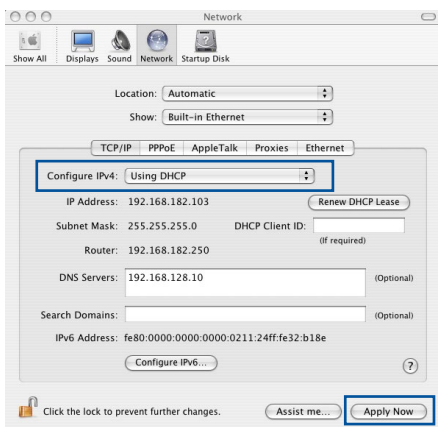 Network
Show All Displays Sound Network Startup Disk
Location: Automatic
Show: Built-in Ethernet
TCP/IP PPPoE AppleTalk Proxies Ethernet
Configure IPv4: Using DHCP
IP Address: 192.168.182.103 Renew DHCP Lease
Subnet Mask: 255.255.255.0 DHCP Client ID:
(If required)
Router: 192.168.182.250
DNS Servers: 192.168.128.10 (Optional)
Search Domains: (Optional)
IPv6 Address: fe80:0000:0000:0000:0211:24ff:fe32:b18e
Configure IPv6... ?
Click the lock to prevent further changes. Assist me... Apply Now